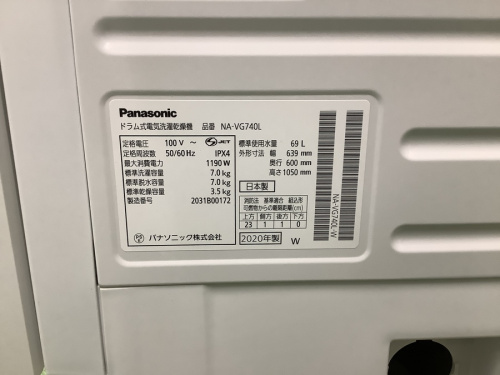 Panasonic
ドラム式電気洗濯乾燥機 品番 NA-VG740L
定格電圧 100 V～ JET
定格周波数 50/60 Hz IPX4
最大消費電力 1190 W
標準洗濯容量 7.0 kg
標準脱水容量 7.0 kg
標準乾燥容量 3.5 kg
製造番号 2031B00172
パナソニック株式会社
標準使用水量 69 L
外形寸法 幅 639 mm
奥行 600 mm
高さ 1050 mm
日本製
消防法 基準適合 組込形
可燃物からの離隔距離(cm)
上方 側方 前方 下方
23 1 1 0
2020年製 W
NA-VG740L-W